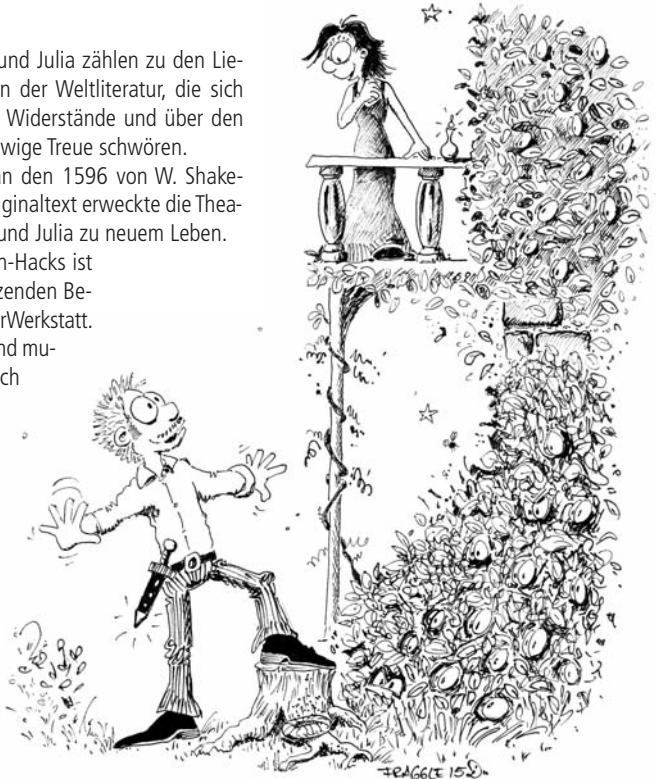 und Julia zählen zu den Lie-
n der Weltliteratur, die sich
Widerstände und über den
wige Treue schwören.
an den 1596 von W. Shake-
ginaltext erweckte die Thea-
und Julia zu neuem Leben.
n-Hacks ist
zenden Be-
rWerkstatt.
nd mu-
ch
FRAGGLE 15